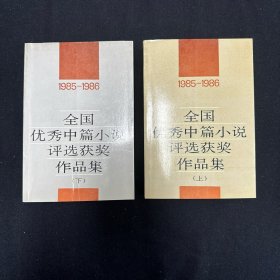 1985-1986
全国
优秀中篇小说
评选获奖
作品集
(下)
1985-1986
全国
优秀中篇小说
评选获奖
作品集
(上)